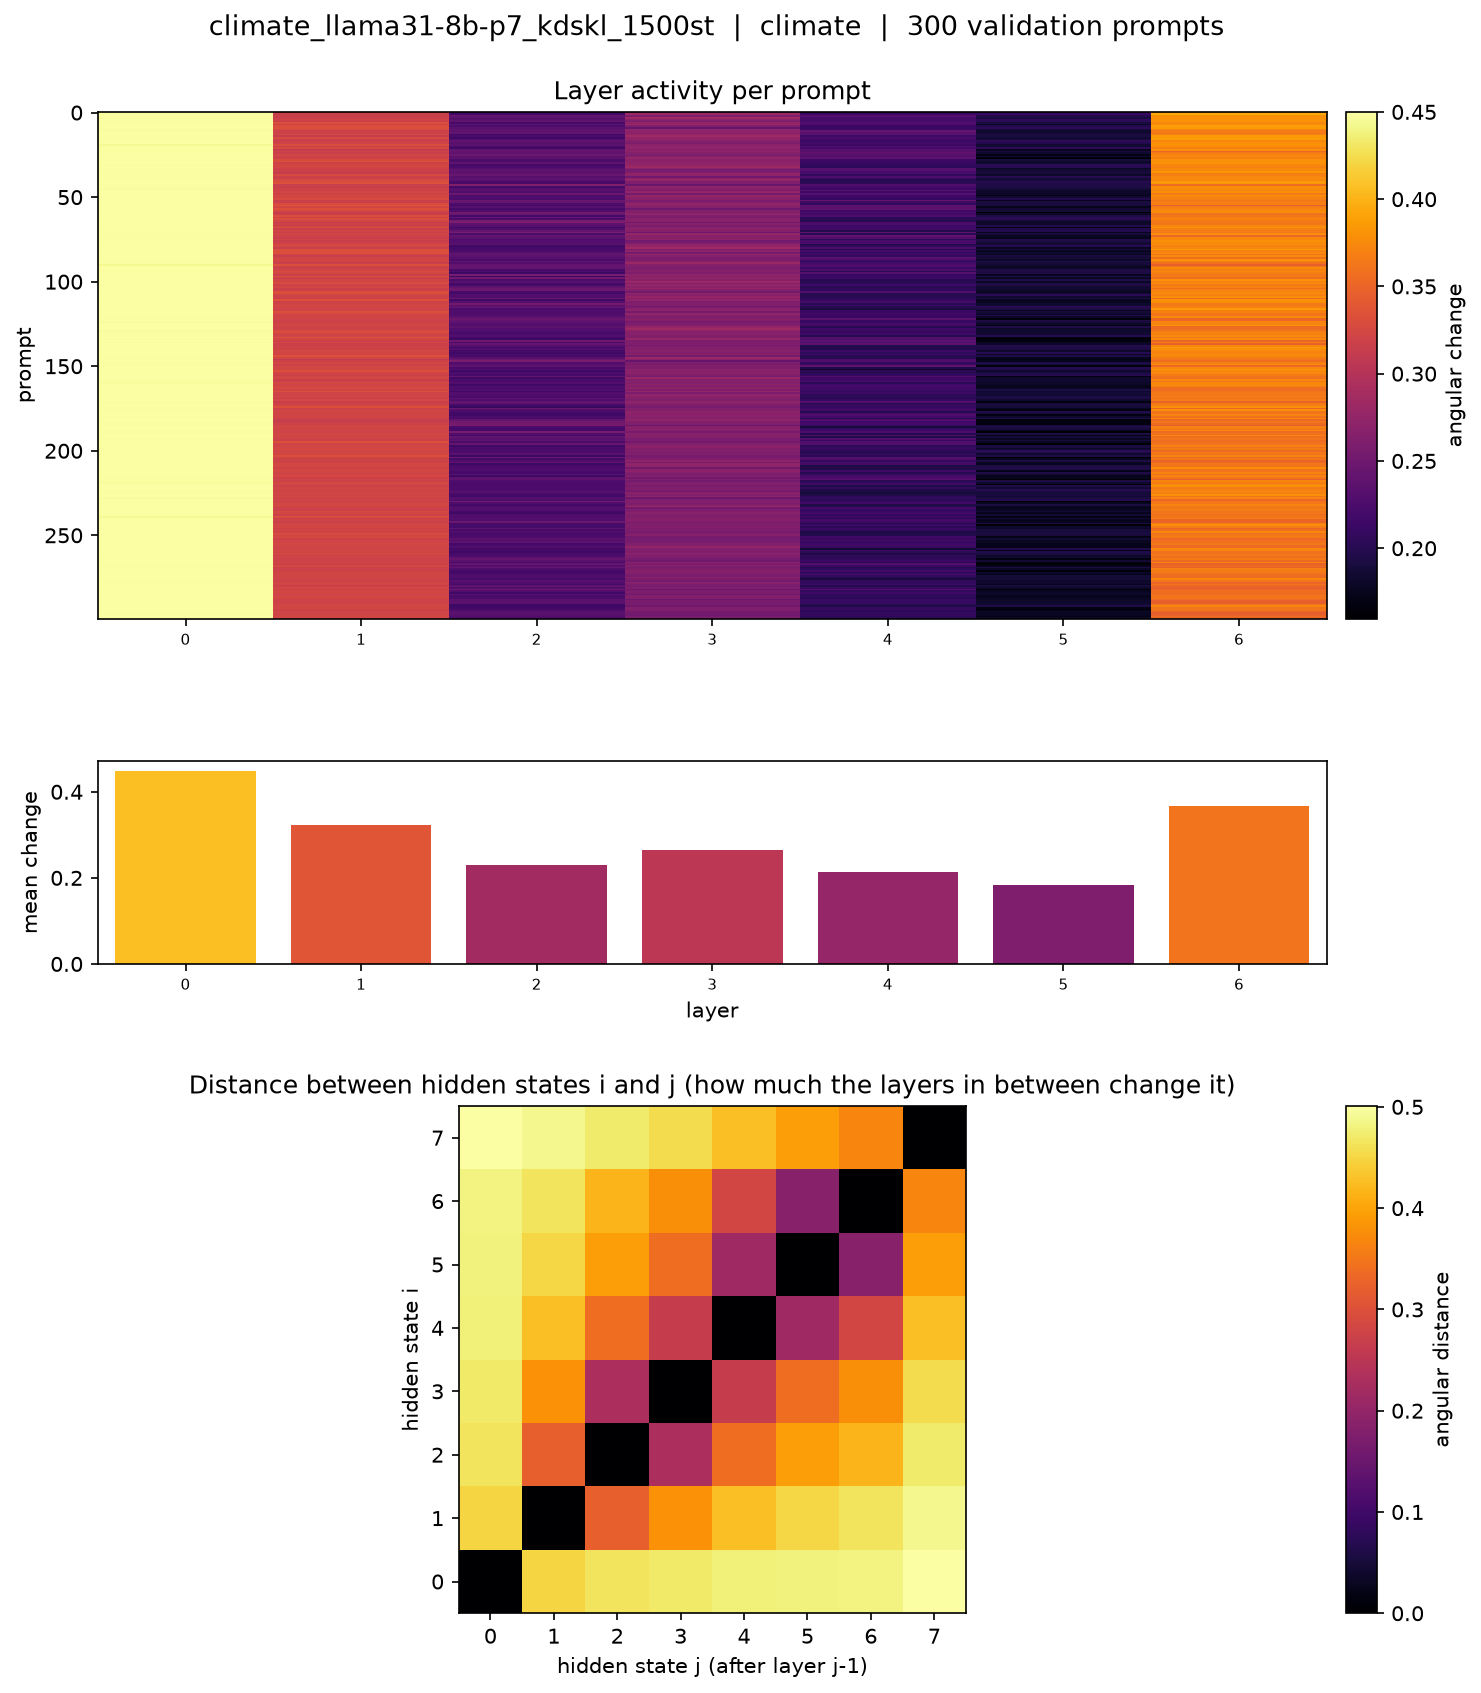 climate_llama31-8b-p7_kdskl_1500st | climate | 300 validation prompts
Layer activity per prompt
prompt
0
50
100
150
200
250
0 1 2 3 4 5 6
0.45
0.40
0.35
0.30
0.25
0.20
angular change
mean change
0.4
0.2
0.0
0 1 2 3 4 5 6
layer
Distance between hidden states i and j (how much the layers in between change it)
hidden state i
7
6
5
4
3
2
1
0
0 1 2 3 4 5 6 7
hidden state j (after layer j-1)
0.5
0.4
0.3
0.2
0.1
0.0
angular distance